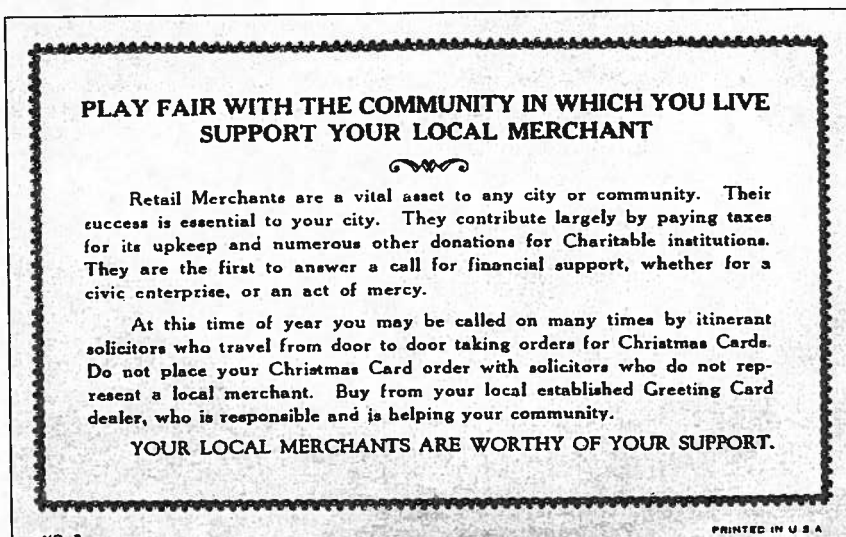 PLAY FAIR WITH THE COMMUNITY IN WHICH YOU LIVE
SUPPORT YOUR LOCAL MERCHANT
Retail Merchants are a vital asset to any city or community. Their
success is essential to your city. They contribute largely by paying taxes
for its upkeep and numerous other donations for Charitable institutions.
They are the first to answer a call for financial support, whether for a
civic enterprise, or an act of mercy.
At this time of year you may be called on many times by itinerant
solicitors who travel from door to door taking orders for Christmas Cards.
Do not place your Christmas Card order with solicitors who do not rep-
resent a local merchant. Buy from your local established Greeting Card
dealer, who is responsible and is helping your community.
YOUR LOCAL MERCHANTS ARE WORTHY OF YOUR SUPPORT.
PRINTED IN U S A